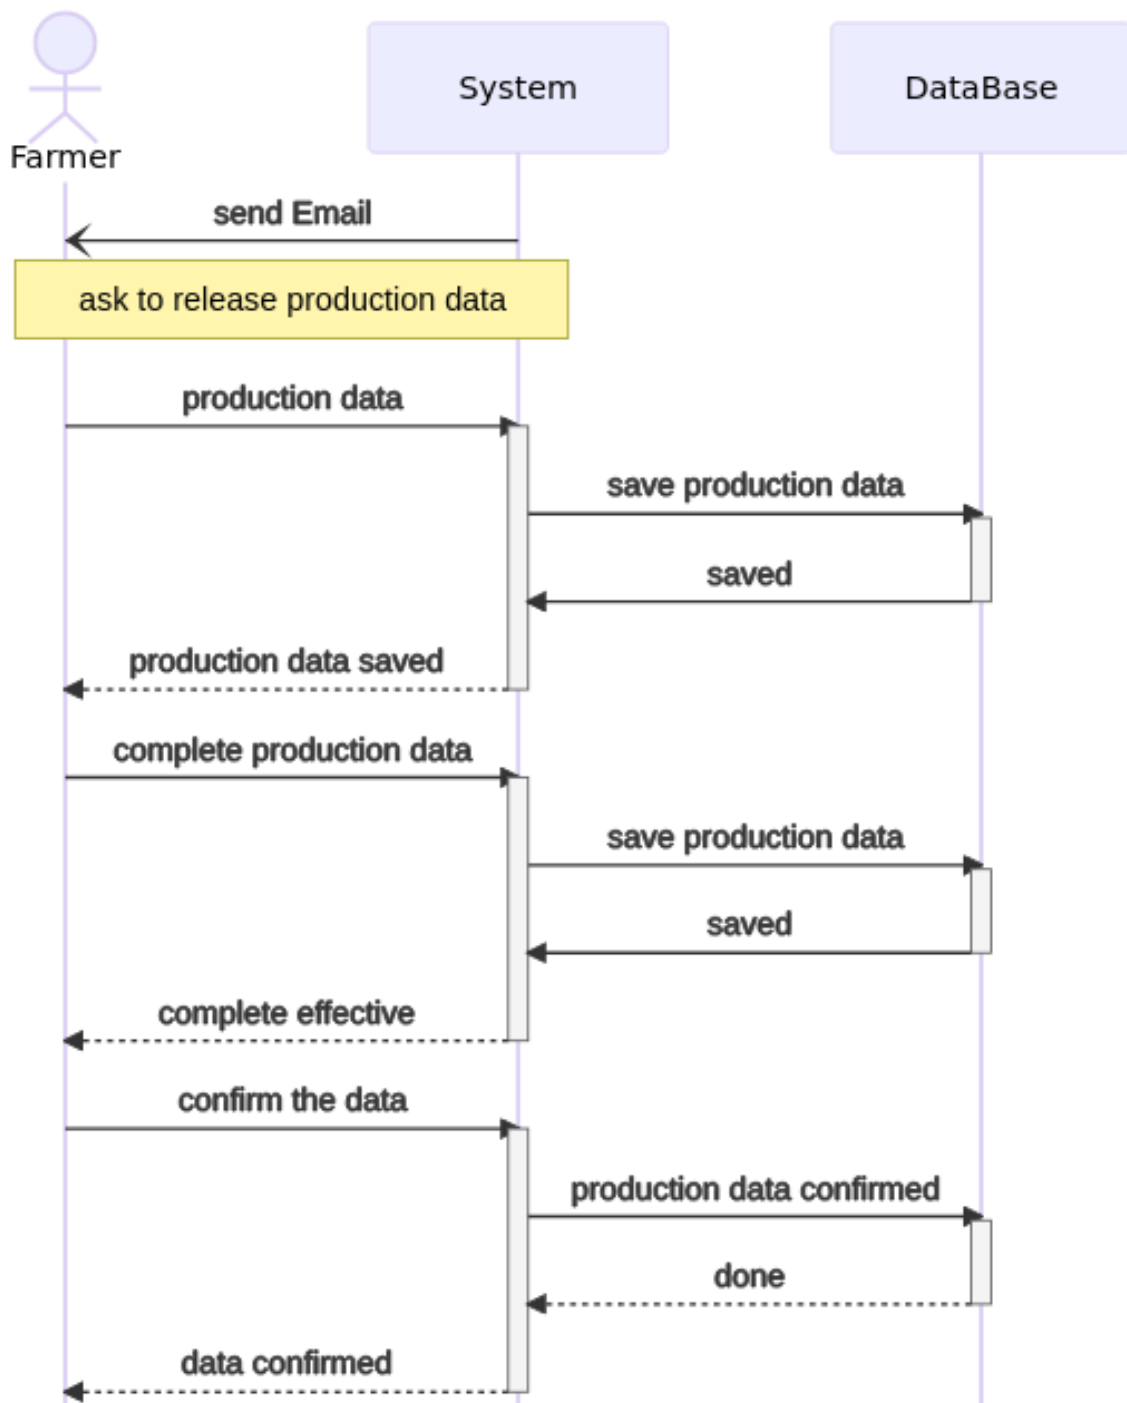 Farmer
System
DataBase
send Email
ask to release production data
production data
save production data
saved
production data saved
complete production data
save production data
saved
complete effective
confirm the data
production data confirmed
done
data confirmed